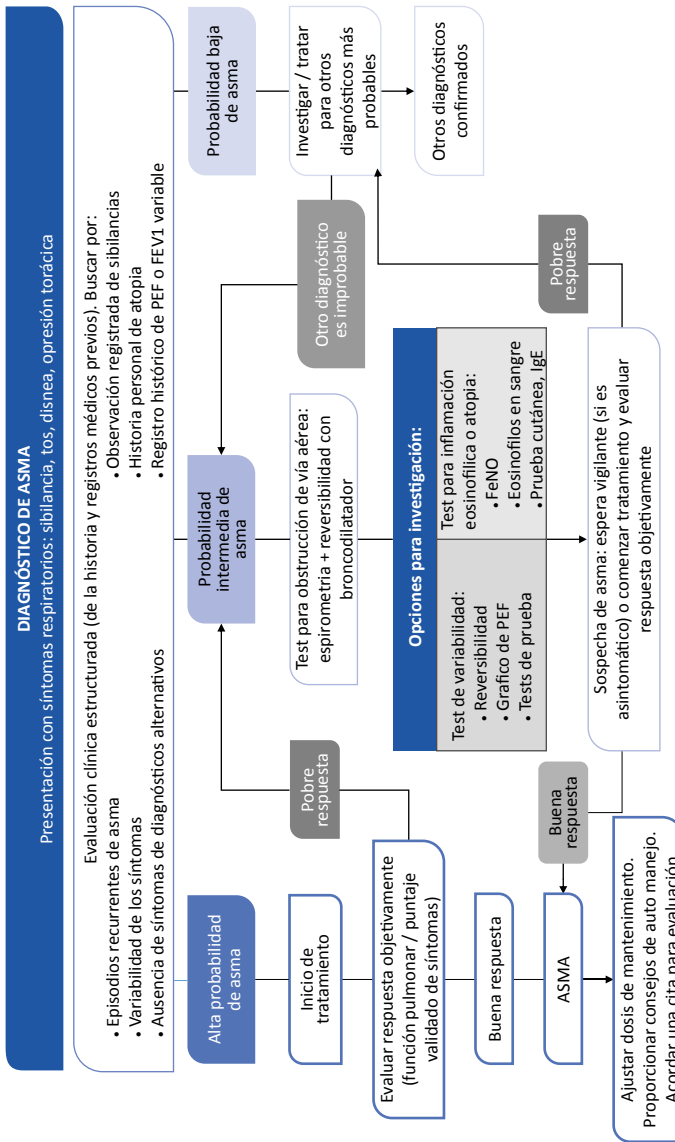 DIAGNÓSTICO DE ASMA
Presentación con síntomas respiratorios: sibilancia, tos, disnea, opresión torácica
Evaluación clínica estructurada (de la historia y registros médicos previos). Buscar por:
• Episodios recurrentes de asma
• Variabilidad de los síntomas
• Ausencia de síntomas de diagnósticos alternativos
• Observación registrada de sibilancias
• Historia personal de atopia
• Registro histórico de PEF o FEV1 variable
Alta probabilidad
de asma
Inicio de
tratamiento
Evaluar respuesta objetivamente
(función pulmonar / puntaje
validado de síntomas)
Pobre
respuesta
Buena respuesta
ASMA
Ajustar dosis de mantenimiento.
Proporcionar consejos de auto manejo.
Acordar una cita para evaluación
Probabilidad
intermedia de
asma
Test para obstrucción de vía aérea:
espirometria + reversibilidad con
broncodilatador
Opciones para investigación:
Test de variabilidad:
• Reversibilidad
• Grafico de PEF
• Tests de prueba
Test para inflamación
eosinofílica o atopia:
• FeNO
• Eosinofilos en sangre
• Prueba cutánea, IgE
Sospecha de asma: espera vigilante (si es
asintomático) o comenzar tratamiento y evaluar
respuesta objetivamente
Buena
respuesta
Pobre
respuesta
Probabilidad baja
de asma
Investigar / tratar
para otros
diagnósticos más
probables
Otro diagnóstico
es improbable
Otros diagnósticos
confirmados